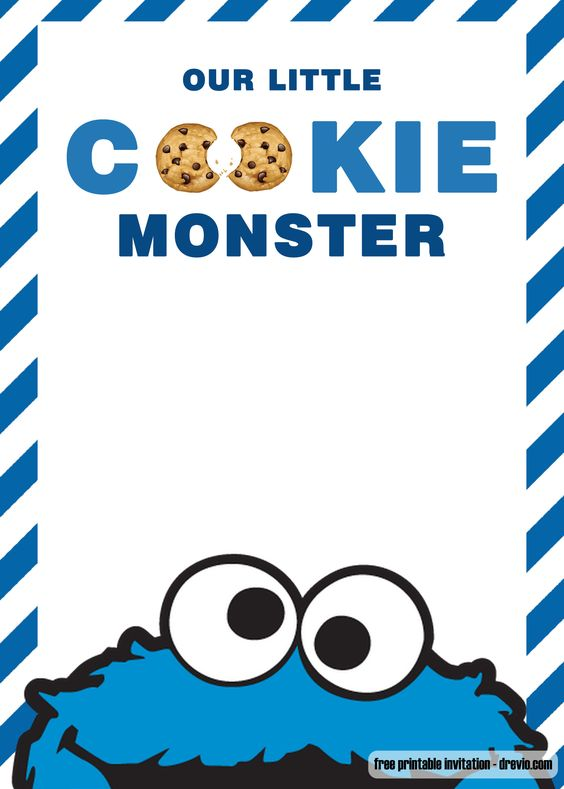 OUR LITTLE
COOKIE
MONSTER
free printable invitation - drevio.com